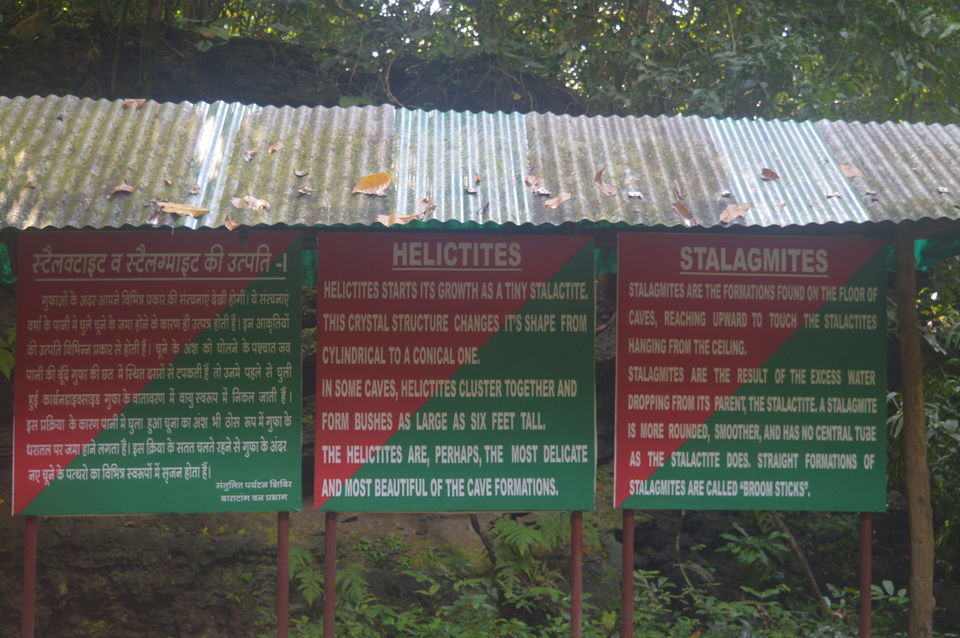 स्टैलक्टाइट व स्टैलग्माइट की उत्पति -I
गुफाओं के अंदर आपने विभिन्न प्रकार की संरचनाएं देखी होगी। ये संरचनाएं
वर्षा के पानी में घुले चूने के जमा होने के कारण ही उत्पन्न होती हैं। इन आकृतियों
की उत्पति विभिन्न प्रकार से होती है। चूने के अंश को घोलने के पश्चात जब
पानी की बूँदें गुफा की छत में स्थित दरारों से टपकती हैं तो उनमें पहले से घुली
हुई कार्बनडाइक्साइड गुफा के वातावरण में वायु स्वरूप में निकल जाती हैं।
इस प्रक्रिया के कारण पानी में घुला हुआ चूना का अंश भी ठोस रूप में गुफा के
धरातल पर जमा होने लगता है। इस क्रिया के सतत चलते रहने से गुफा के अंदर
नए चूने के पत्थरों का विभिन्न स्वरूपों में सृजन होता हैं।
संतुलित पर्यटन शिविर
बाराटांग वन प्रभाग
HELICTITES
HELICTITES STARTS ITS GROWTH AS A TINY STALACTITE.
THIS CRYSTAL STRUCTURE CHANGES IT'S SHAPE FROM
CYLINDRICAL TO A CONICAL ONE.
IN SOME CAVES, HELICTITES CLUSTER TOGETHER AND
FORM BUSHES AS LARGE AS SIX FEET TALL.
THE HELICTITES ARE, PERHAPS, THE MOST DELICATE
AND MOST BEAUTIFUL OF THE CAVE FORMATIONS.
STALAGMITES
STALAGMITES ARE THE FORMATIONS FOUND ON THE FLOOR OF
CAVES, REACHING UPWARD TO TOUCH THE STALACTITES
HANGING FROM THE CEILING.
STALAGMITES ARE THE RESULT OF THE EXCESS WATER
DROPPING FROM ITS PARENT, THE STALACTITE. A STALAGMITE
IS MORE ROUNDED, SMOOTHER, AND HAS NO CENTRAL TUBE
AS THE STALACTITE DOES. STRAIGHT FORMATIONS OF
STALAGMITES ARE CALLED "BROOM STICKS".